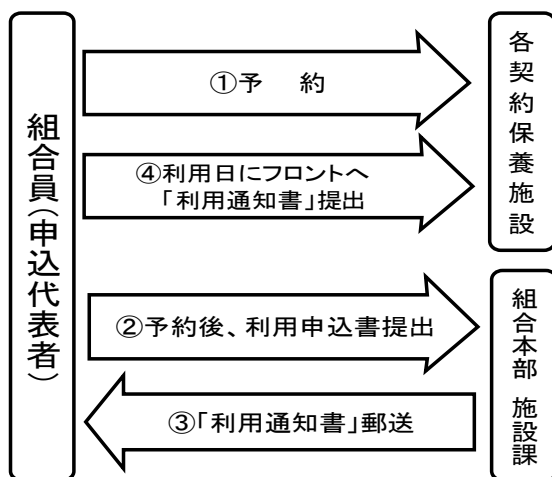 組合員（申込代表者）
①予　約
④利用日にフロントへ
「利用通知書」提出
各契約保養施設
②予約後、利用申込書提出
③「利用通知書」郵送
組合本部 施設課